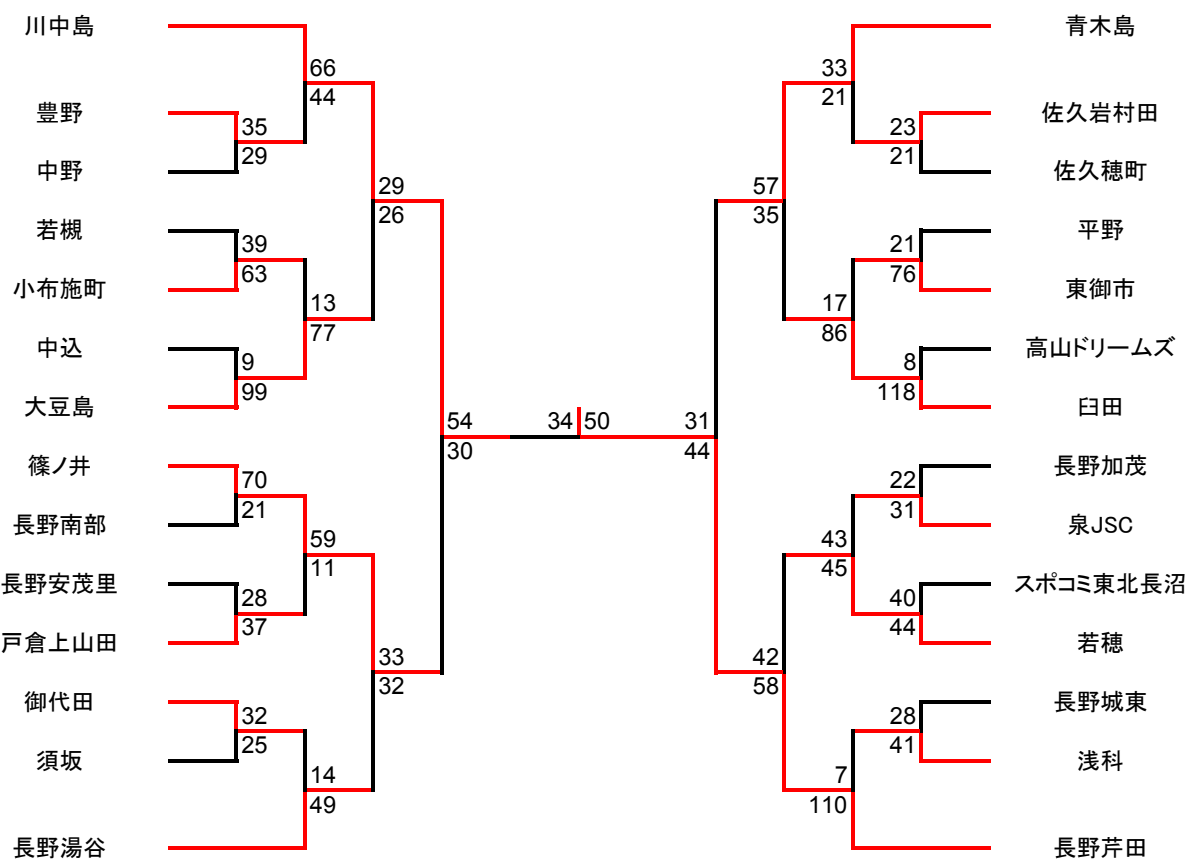 川中島
青木島
66
33
44
21
豊野
佐久岩村田
35
23
29
21
中野
佐久穂町
29
57
26
35
若槻
平野
39
21
63
76
小布施町
東御市
13
17
77
86
中込
高山ドリームズ
9
8
99
118
大豆島
臼田
54
34 50
31
30
44
篠ノ井
長野加茂
70
22
21
31
長野南部
泉JSC
59
43
11
45
長野安茂里
スポコミ東北長沼
28
40
37
44
戸倉上山田
若穂
33
42
32
58
御代田
長野城東
32
28
25
41
須坂
浅科
14
7
49
110
長野湯谷
長野芹田